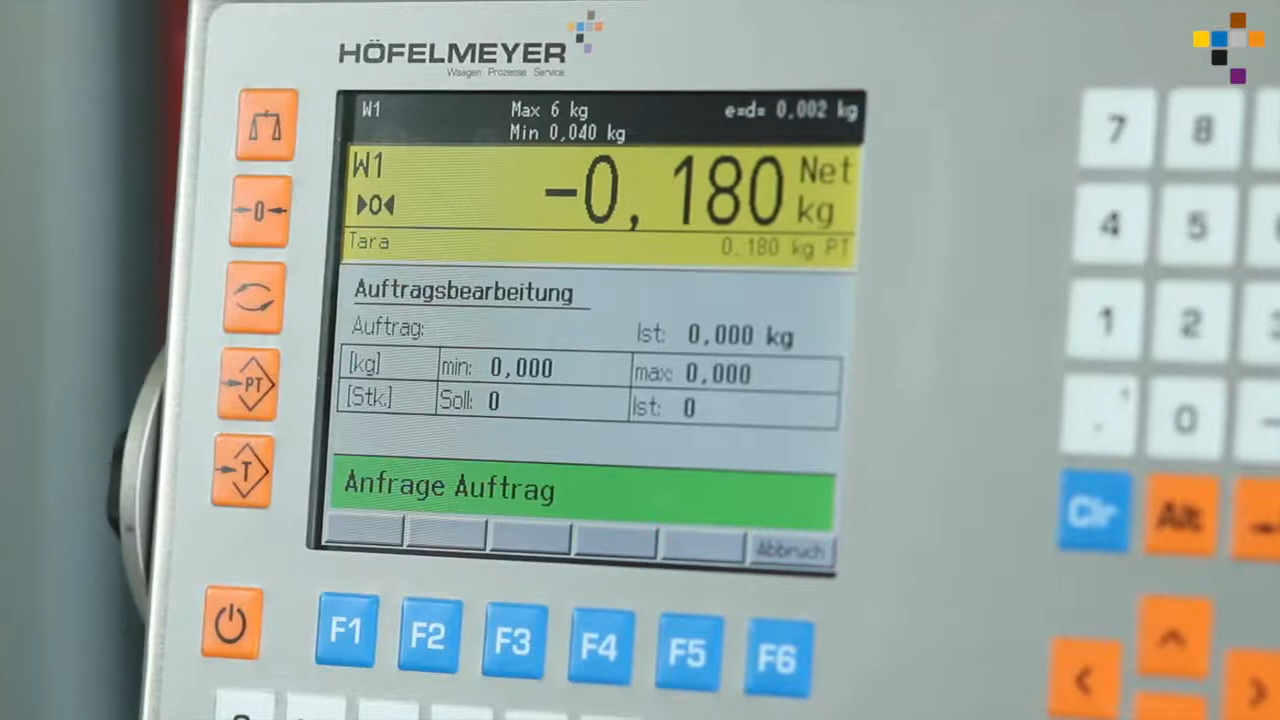 HÖFELMEYER
Waagen Prozesse Service
W1 Max 6 kg e=d= 0,002 kg
Min 0,040 kg
W1 -0,180 Net
>0< kg
Tara 0,180 kg PT
Auftragsbearbeitung
Auftrag: Ist: 0,000 kg
[kg] min: 0,000 max: 0,000
[Stk.] Soll: 0 Ist: 0
Anfrage Auftrag
Abbruch
→0←
PT
T
F1 F2 F3 F4 F5 F6
7 8
4 5
1 2
0
Clr Alt